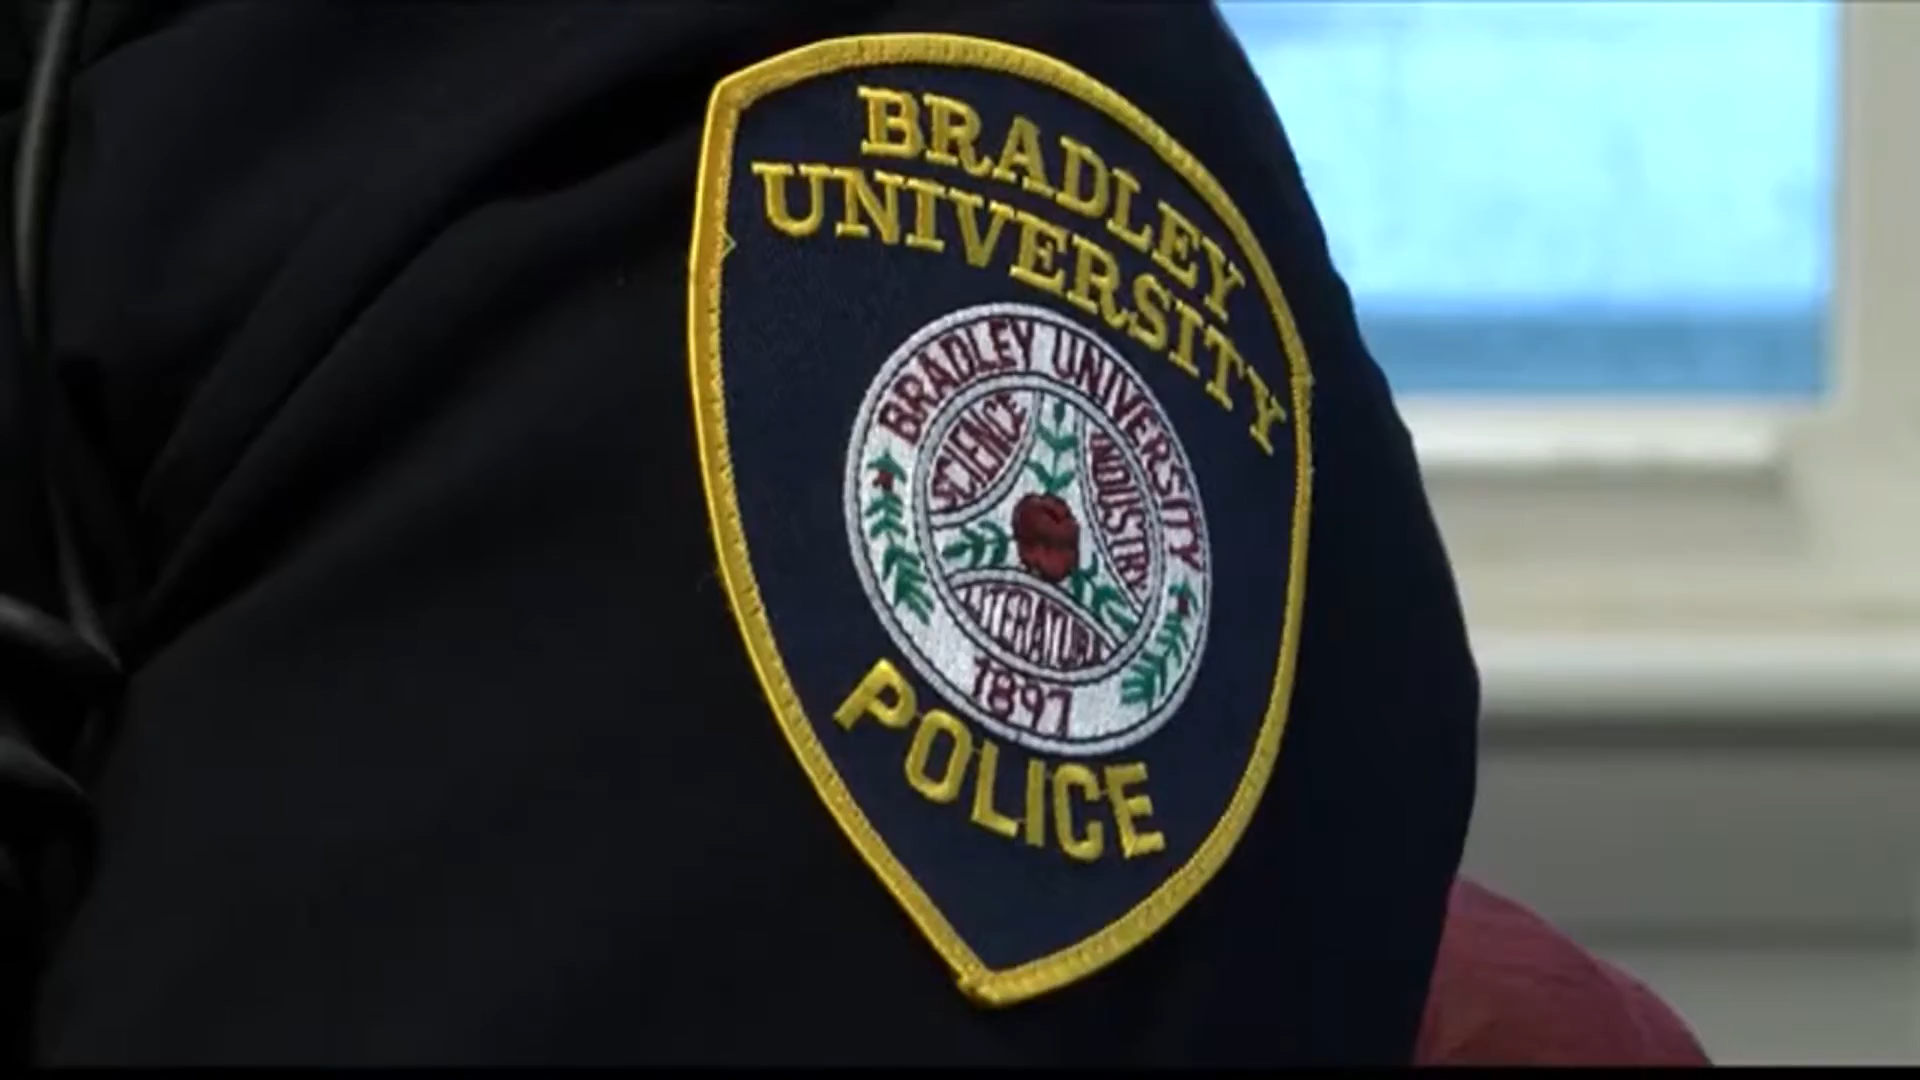 BRADLEY
UNIVERSITY
BRADLEY UNIVERSITY
SCIENCE
INDUSTRY
LITERATURE
1897
POLICE